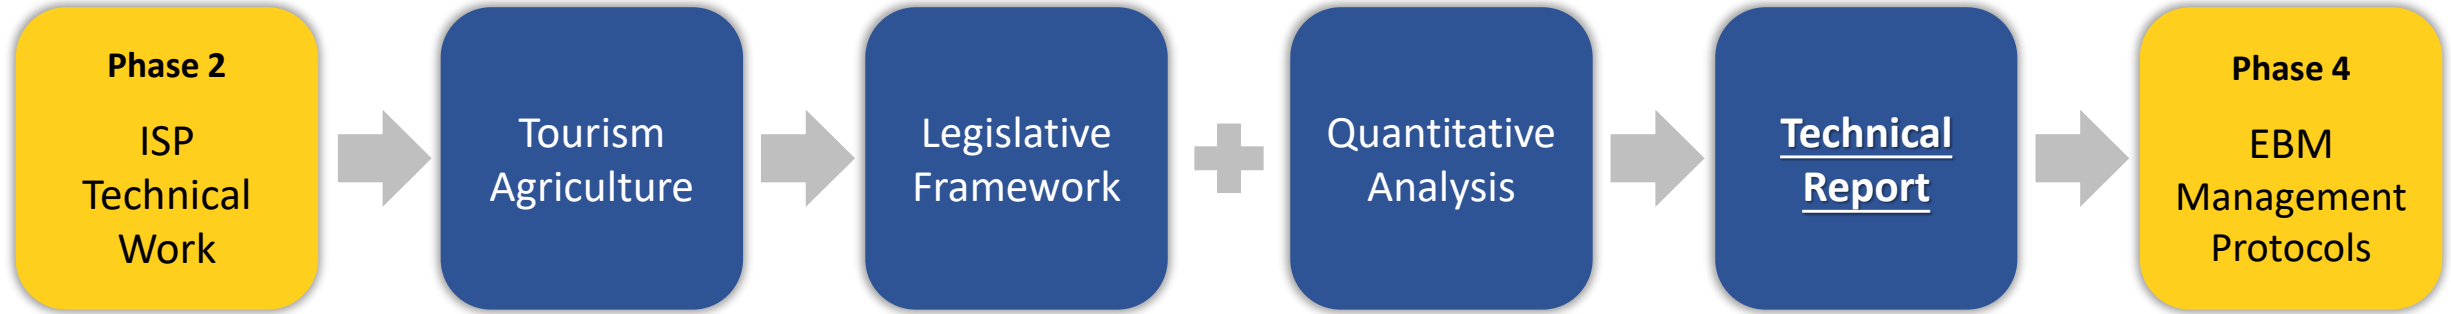 Phase 2
ISP
Technical
Work
Tourism
Agriculture
Legislative
Framework
Quantitative
Analysis
Technical
Report
Phase 4
EBM
Management
Protocols